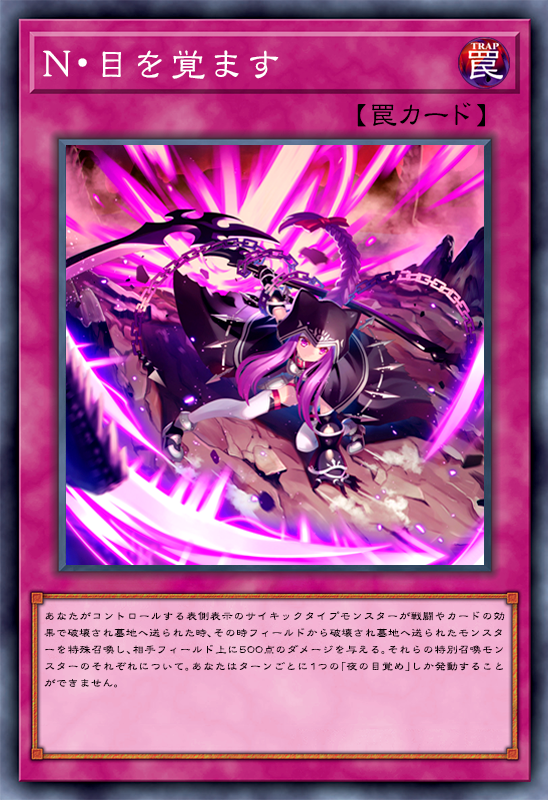 N・目を覚ます
TRAP
罠
【罠カード】
あなたがコントロールする表側表示のサイキックタイプモンスターが戦闘やカードの効
果で破壊され墓地へ送られた時、その時フィールドから破壊され墓地へ送られたモンスタ
ーを特殊召喚し、相手フィールド上に500点のダメージを与える。それらの特別召喚モ
ンスターのそれぞれについて。あなたはターンごとに1つの「夜の目覚め」しか発動すること
ができません。